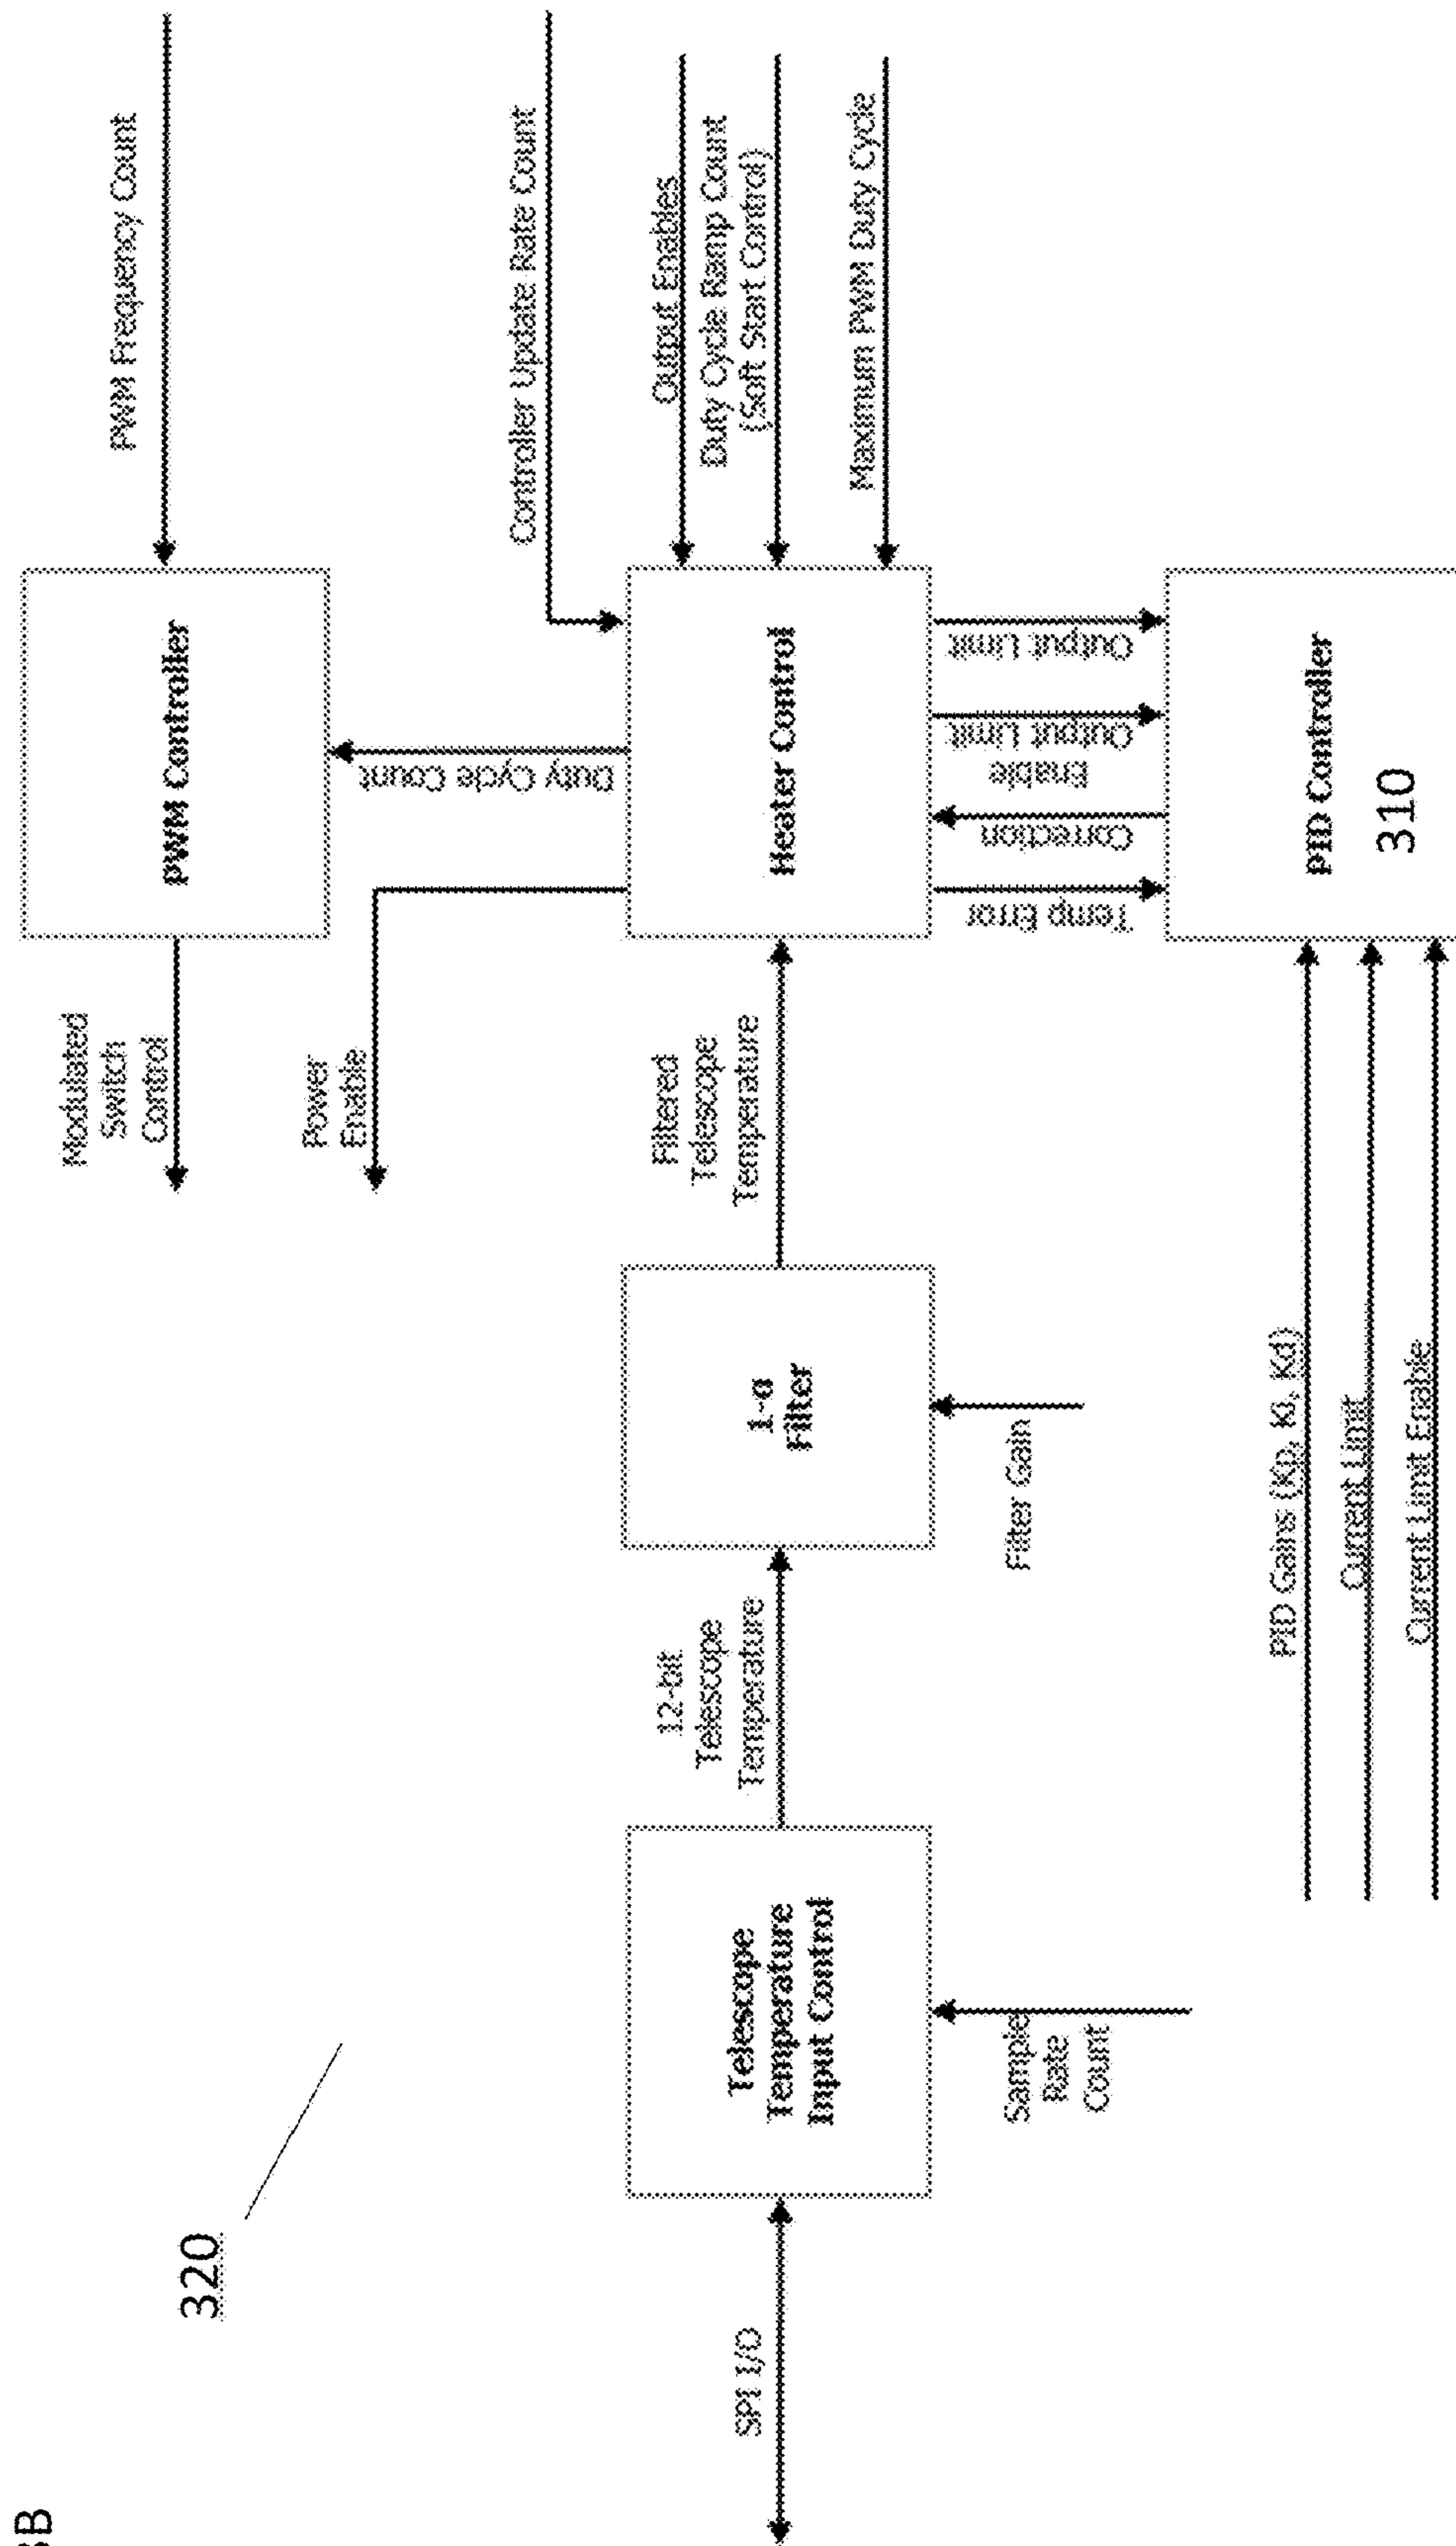 3B
320
SPI I/O
Telescope
Temperature
Input Control
Sample
Rate
Count
12-bit
Telescope
Temperature
1-α
Filter
Filter Gain
Filtered
Telescope
Temperature
Modulated
Switch
Control
Power
Enable
PWM Controller
PWM Frequency Count
Duty Cycle Count
Controller Update Rate Count
Heater Control
Output Enables
Duty Cycle Ramp Count
(Soft Start Control)
Maximum PWM Duty Cycle
Temp Error
Correction
Output Limit
Enable
Output Limit
PID Controller
310
PID Gains (Kp, Ki, Kd)
Current Limit
Current Limit Enable